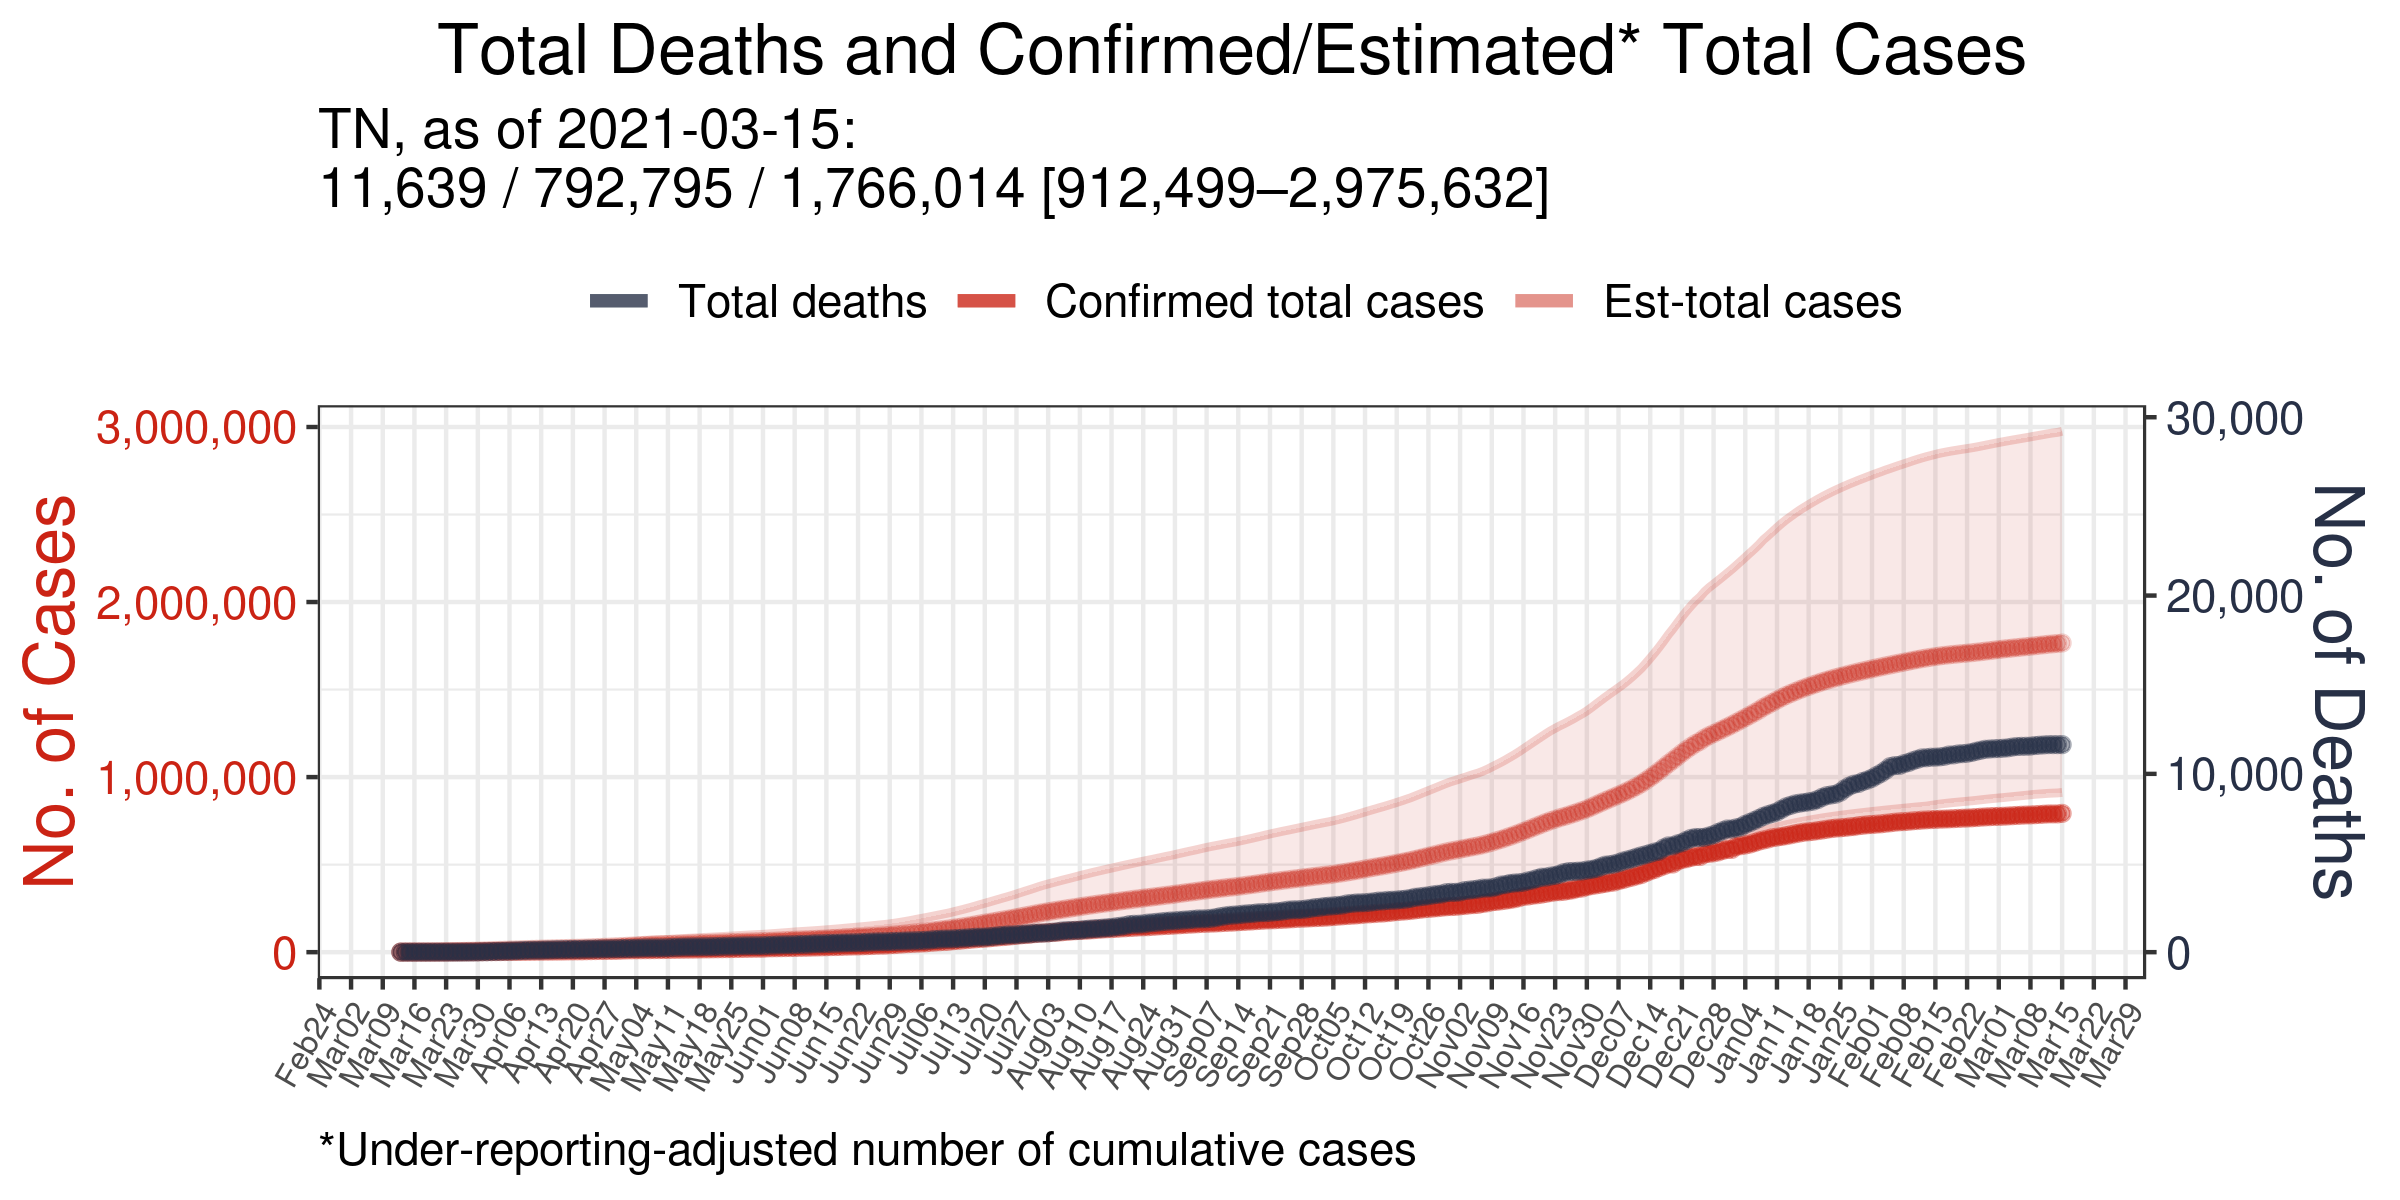 Total Deaths and Confirmed/Estimated* Total Cases
TN, as of 2021-03-15:
11,639 / 792,795 / 1,766,014 [912,499–2,975,632]
Total deaths
Confirmed total cases
Est-total cases
No. of Cases
3,000,000
2,000,000
1,000,000
0
30,000
20,000
10,000
0
No. of Deaths
Feb24
Mar02
Mar09
Mar16
Mar23
Mar30
Apr06
Apr13
Apr20
Apr27
May04
May11
May18
May25
Jun01
Jun08
Jun15
Jun22
Jun29
Jul06
Jul13
Jul20
Jul27
Aug03
Aug10
Aug17
Aug24
Aug31
Sep07
Sep14
Sep21
Sep28
Oct05
Oct12
Oct19
Oct26
Nov02
Nov09
Nov16
Nov23
Nov30
Dec07
Dec14
Dec21
Dec28
Jan04
Jan11
Jan18
Jan25
Feb01
Feb08
Feb15
Feb22
Mar01
Mar08
Mar15
Mar22
Mar29
*Under-reporting-adjusted number of cumulative cases